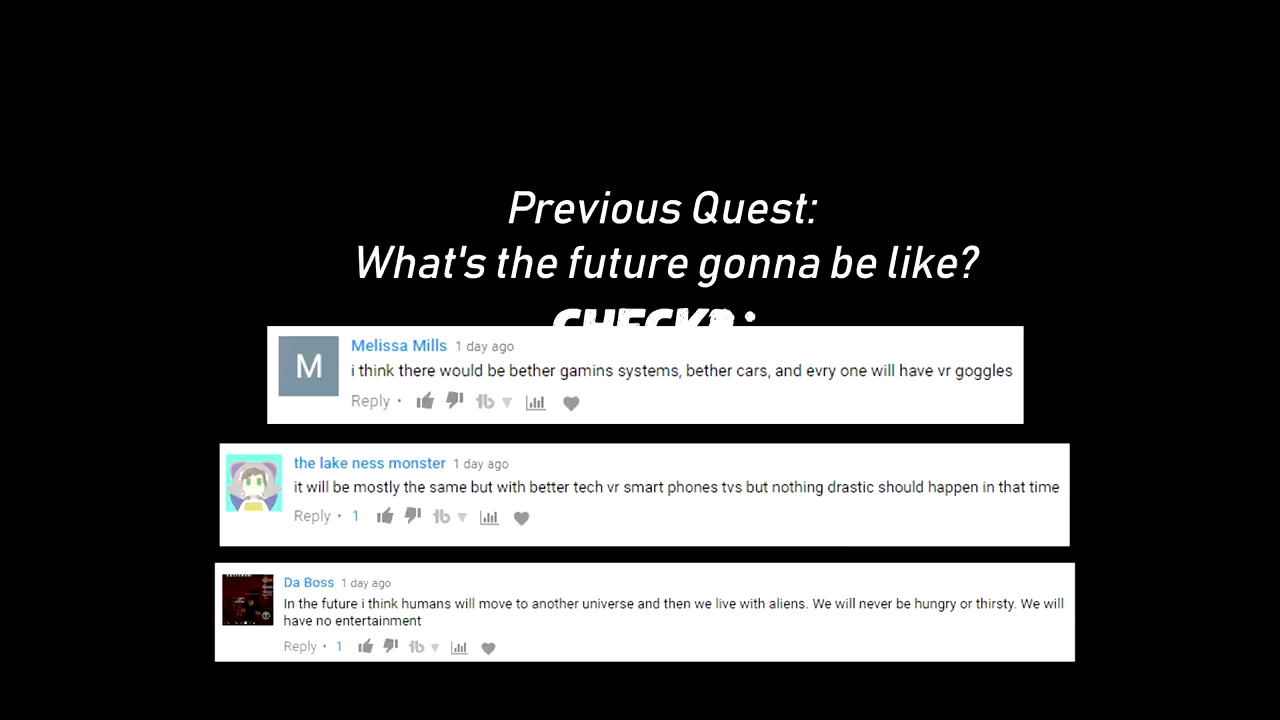 Previous Quest:
What's the future gonna be like?
M
Melissa Mills 1 day ago
i think there would be bether gamins systems, bether cars, and evry one will have vr goggles
Reply •
the lake ness monster 1 day ago
it will be mostly the same but with better tech vr smart phones tvs but nothing drastic should happen in that time
Reply • 1
Da Boss 1 day ago
In the future i think humans will move to another universe and then we live with aliens. We will never be hungry or thirsty. We will
have no entertainment
Reply • 1